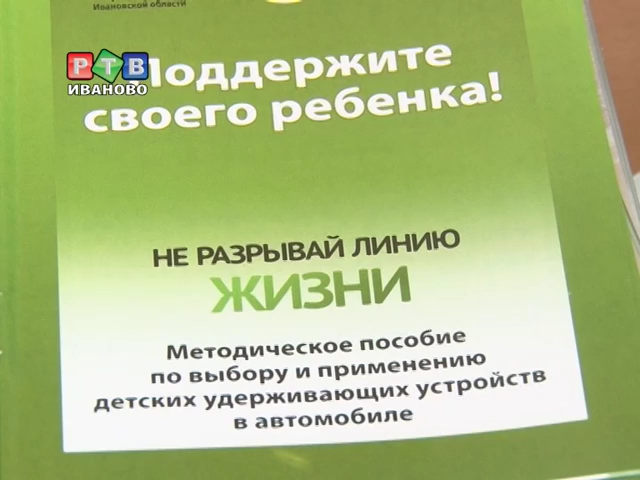 Ивановской области
РТВ
ИВАНОВО
Поддержите
своего ребенка!
НЕ РАЗРЫВАЙ ЛИНИЮ
ЖИЗНИ
Методическое пособие
по выбору и применению
детских удерживающих устройств
в автомобиле